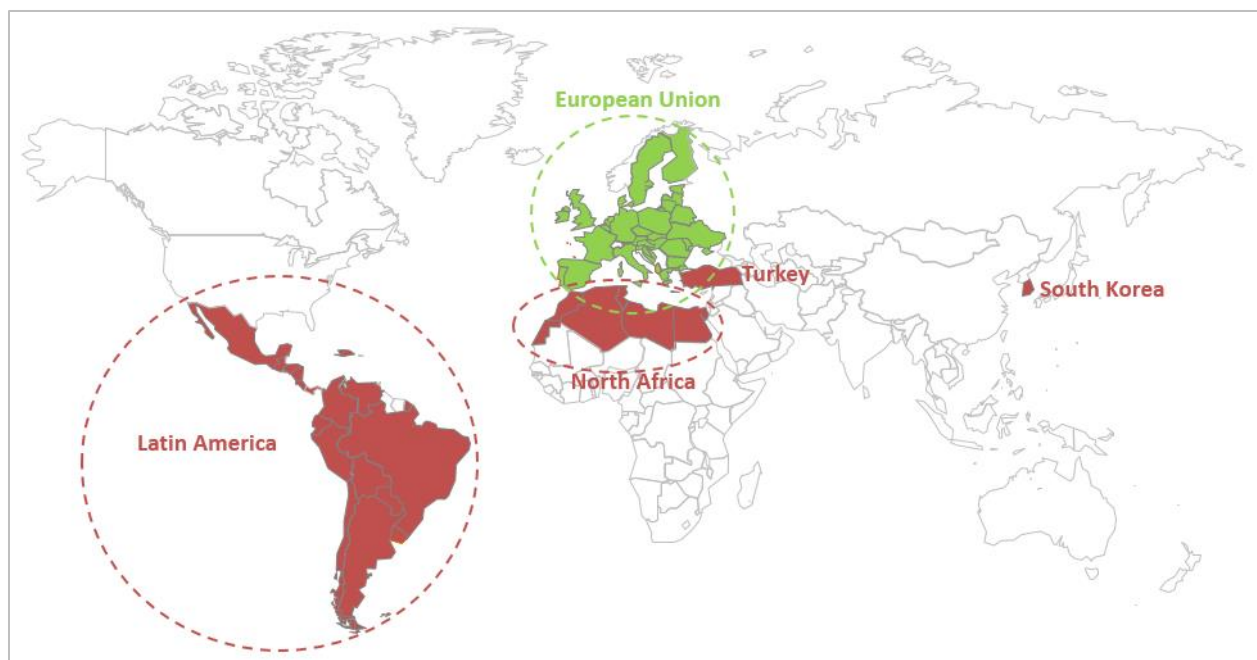 European Union
Turkey
South Korea
North Africa
Latin America